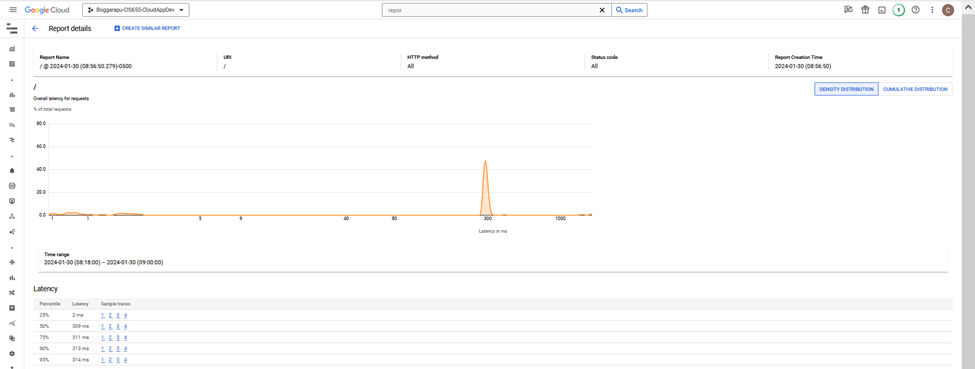 Google Cloud
Boggarapu-CIS655-CloudAppDev
repor
Search
1
C
Report details
CREATE SIMILAR REPORT
Report Name
/ @ 2024-01-30 (08:56:50.279)-0500
URI
/
HTTP method
All
Status code
All
Report Creation Time
2024-01-30 (08:56:50)
/
DENSITY DISTRIBUTION
CUMULATIVE DISTRIBUTION
Overall latency for requests
% of total requests
80.0
60.0
40.0
20.0
0.0
1 1 5 9 40 80 300 1000
Latency in ms
Time range
2024-01-30 (08:18:00) – 2024-01-30 (09:00:00)
Latency
Percentile Latency Sample traces
25% 2 ms 1 2 3 4
50% 309 ms 1 2 3 4
75% 311 ms 1 2 3 4
90% 313 ms 1 2 3 4
95% 314 ms 1 2 3 4